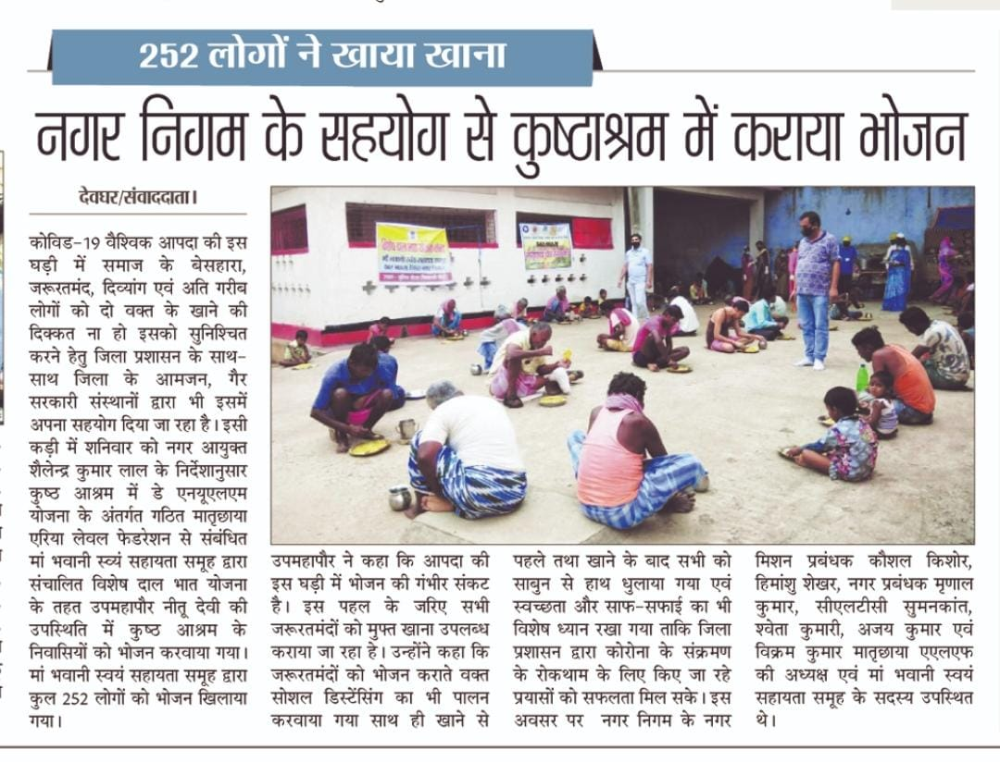 252 लोगों ने खाया खाना
नगर निगम के सहयोग से कुष्ठाश्रम में कराया भोजन
देवघर/संवाददाता।
कोविड-19 वैश्विक आपदा की इस
घड़ी में समाज के बेसहारा,
जरूरतमंद, दिव्यांग एवं अति गरीब
लोगों को दो वक्त के खाने की
दिक्कत ना हो इसको सुनिश्चित
करने हेतु जिला प्रशासन के साथ-
साथ जिला के आमजन, गैर
सरकारी संस्थानों द्वारा भी इसमें
अपना सहयोग दिया जा रहा है। इसी
कड़ी में शनिवार को नगर आयुक्त
शैलेन्द्र कुमार लाल के निर्देशानुसार
कुष्ठ आश्रम में डे एनयूएलएम
योजना के अंतर्गत गठित मातृछाया
एरिया लेवल फेडरेशन से संबंधित
मां भवानी स्व्यं सहायता समूह द्वारा
संचालित विशेष दाल भात योजना
के तहत उपमहापौर नीतू देवी की
उपस्थिति में कुष्ठ आश्रम के
निवासियों को भोजन करवाया गया।
मां भवानी स्वयं सहायता समूह द्वारा
कुल 252 लोगों को भोजन खिलाया
गया।
उपमहापौर ने कहा कि आपदा की
इस घड़ी में भोजन की गंभीर संकट
है। इस पहल के जरिए सभी
जरूरतमंदों को मुफ्त खाना उपलब्ध
कराया जा रहा है। उन्होंने कहा कि
जरूरतमंदों को भोजन कराते वक्त
सोशल डिस्टेंसिंग का भी पालन
करवाया गया साथ ही खाने से
पहले तथा खाने के बाद सभी को
साबुन से हाथ धुलाया गया एवं
स्वच्छता और साफ-सफाई का भी
विशेष ध्यान रखा गया ताकि जिला
प्रशासन द्वारा कोरोना के संक्रमण
के रोकथाम के लिए किए जा रहे
प्रयासों को सफलता मिल सके। इस
अवसर पर नगर निगम के नगर
मिशन प्रबंधक कौशल किशोर,
हिमांशु शेखर, नगर प्रबंधक मृणाल
कुमार, सीएलटीसी सुमनकांत,
श्वेता कुमारी, अजय कुमार एवं
विक्रम कुमार मातृछाया एएलएफ
की अध्यक्ष एवं मां भवानी स्वयं
सहायता समूह के सदस्य उपस्थित
थे।